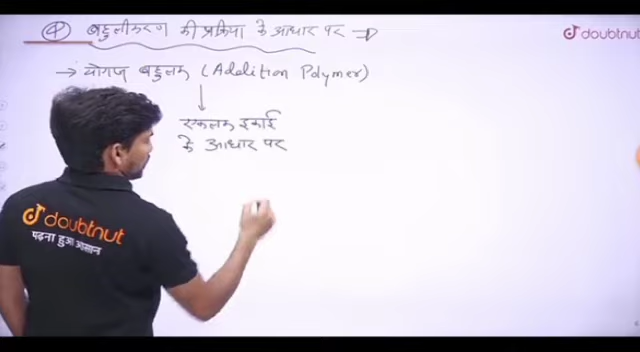 ④ बहुलीकरण की प्रक्रिया के आधार पर →
doubtnut
→ योगज बहुलक (Addition Polymer)
↓
एकलक इकाई
के आधार पर
doubtnut
पढ़ना हुआ आसान